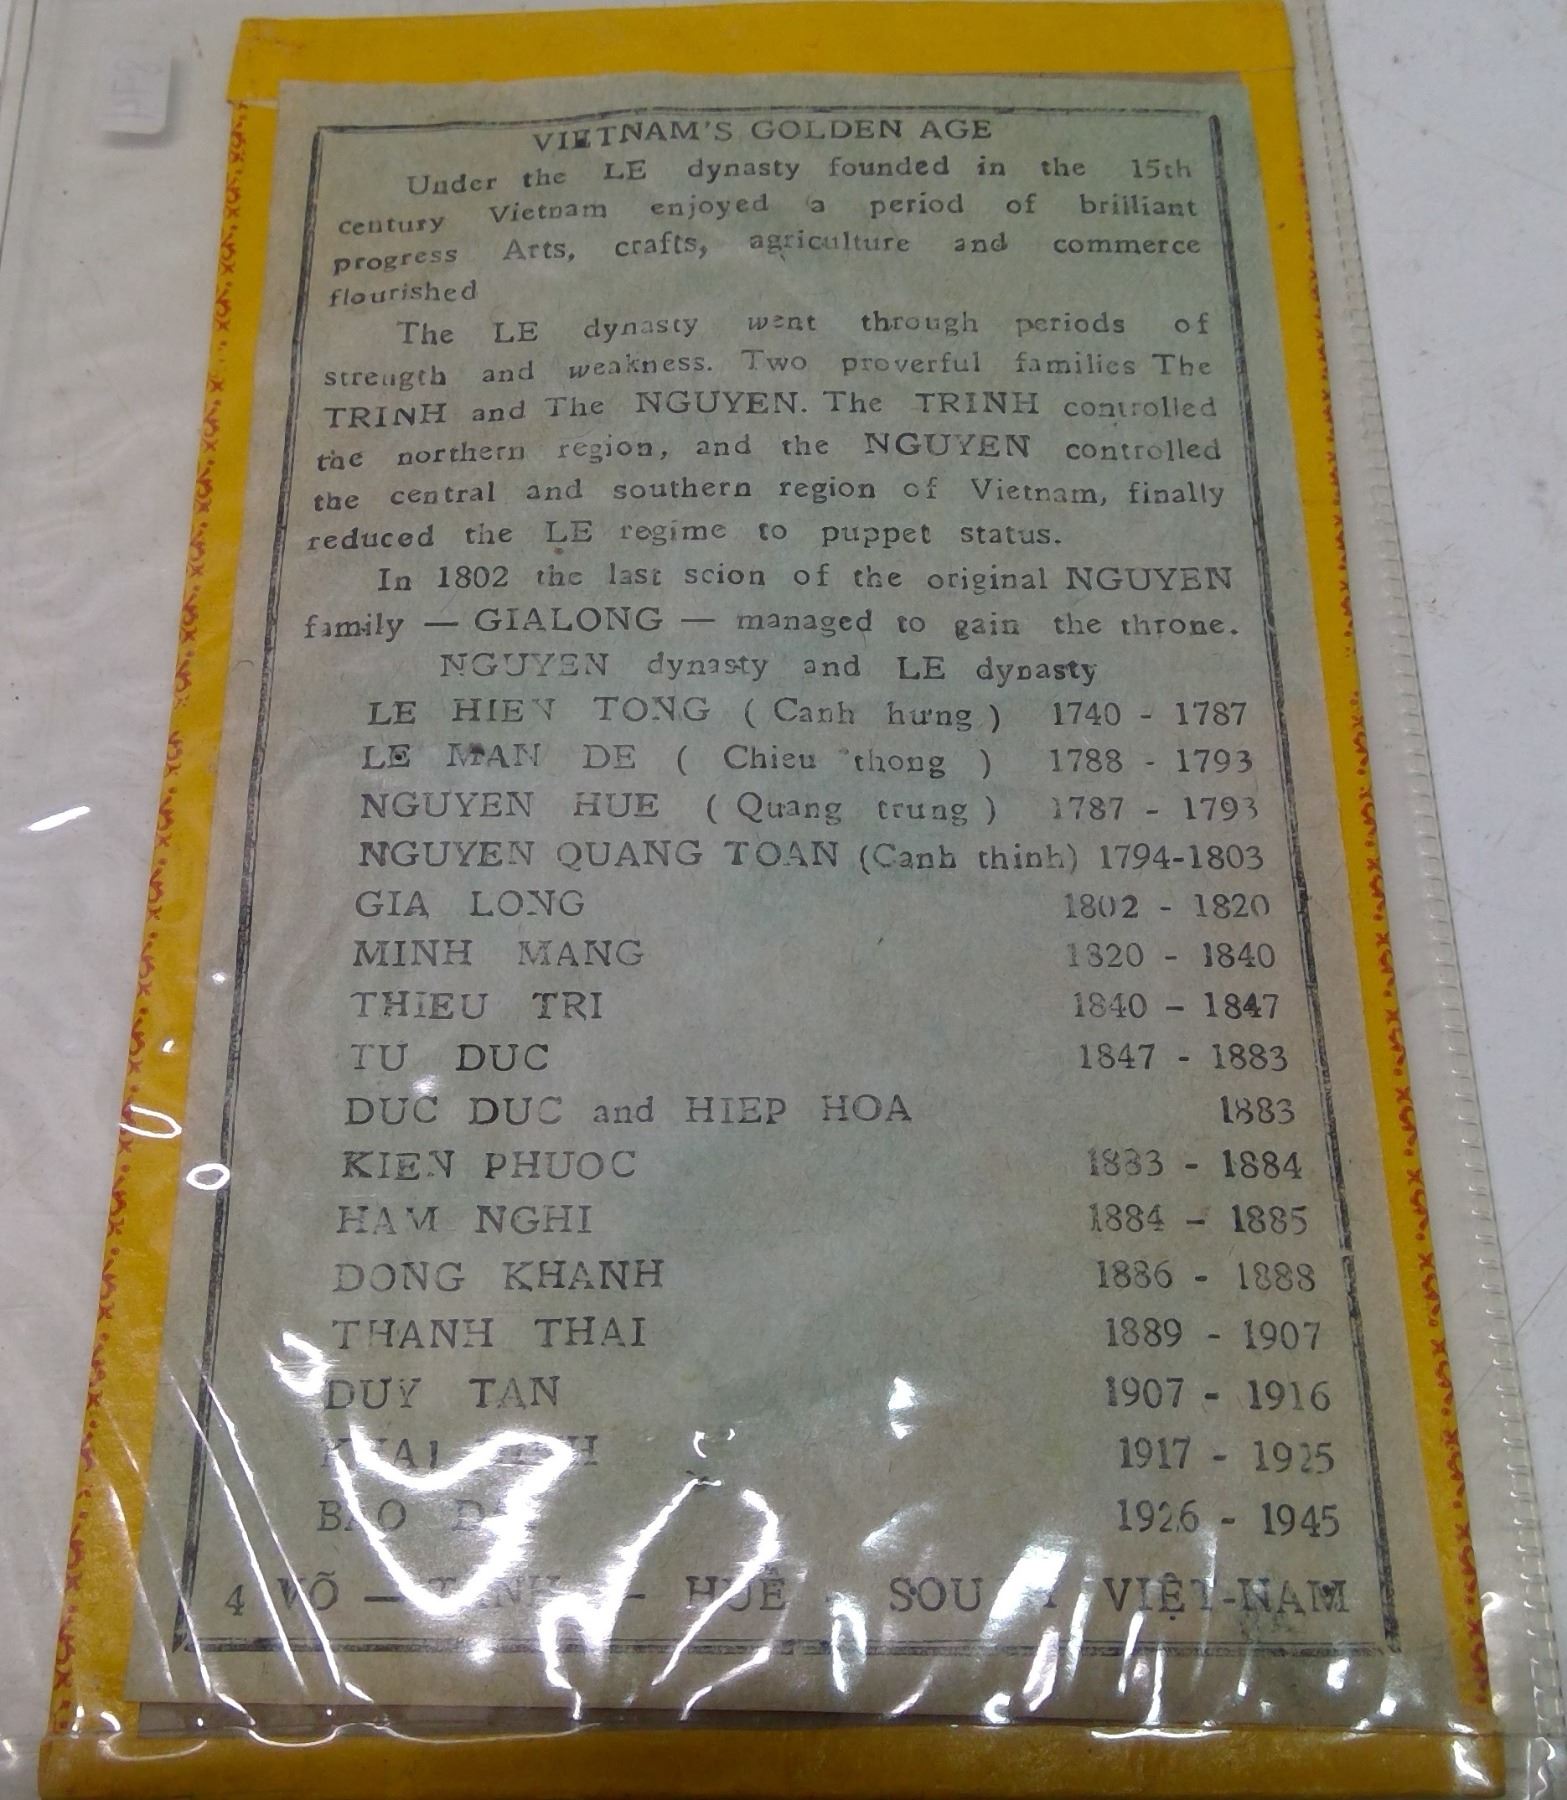 VIETNAM'S GOLDEN AGE
Under the LE dynasty founded in the 15th
century Vietnam enjoyed a period of brilliant
progress Arts, crafts, agriculture and commerce
flourished
The LE dynasty went through periods of
strength and weakness. Two proverful families The
TRINH and The NGUYEN. The TRINH controlled
the northern region, and the NGUYEN controlled
the central and southern region of Vietnam, finally
reduced the LE regime to puppet status.
In 1802 the last scion of the original NGUYEN
family — GIALONG — managed to gain the throne.
NGUYEN dynasty and LE dynasty
LE HIEN TONG ( Canh hưng ) 1740 - 1787
LE MAN DE ( Chieu thong ) 1788 - 1793
NGUYEN HUE ( Quang trung ) 1787 - 1793
NGUYEN QUANG TOAN (Canh thinh) 1794-1803
GIA LONG 1802 - 1820
MINH MANG 1820 - 1840
THIEU TRI 1840 - 1847
TU DUC 1847 - 1883
DUC DUC and HIEP HOA 1883
KIEN PHUOC 1883 - 1884
HAM NGHI 1884 - 1885
DONG KHANH 1886 - 1888
THANH THAI 1889 - 1907
DUY TAN 1907 - 1916
1917 - 1925
BAO 1926 - 1945
4 VÕ — - HUẾ - VIỆT-NAM